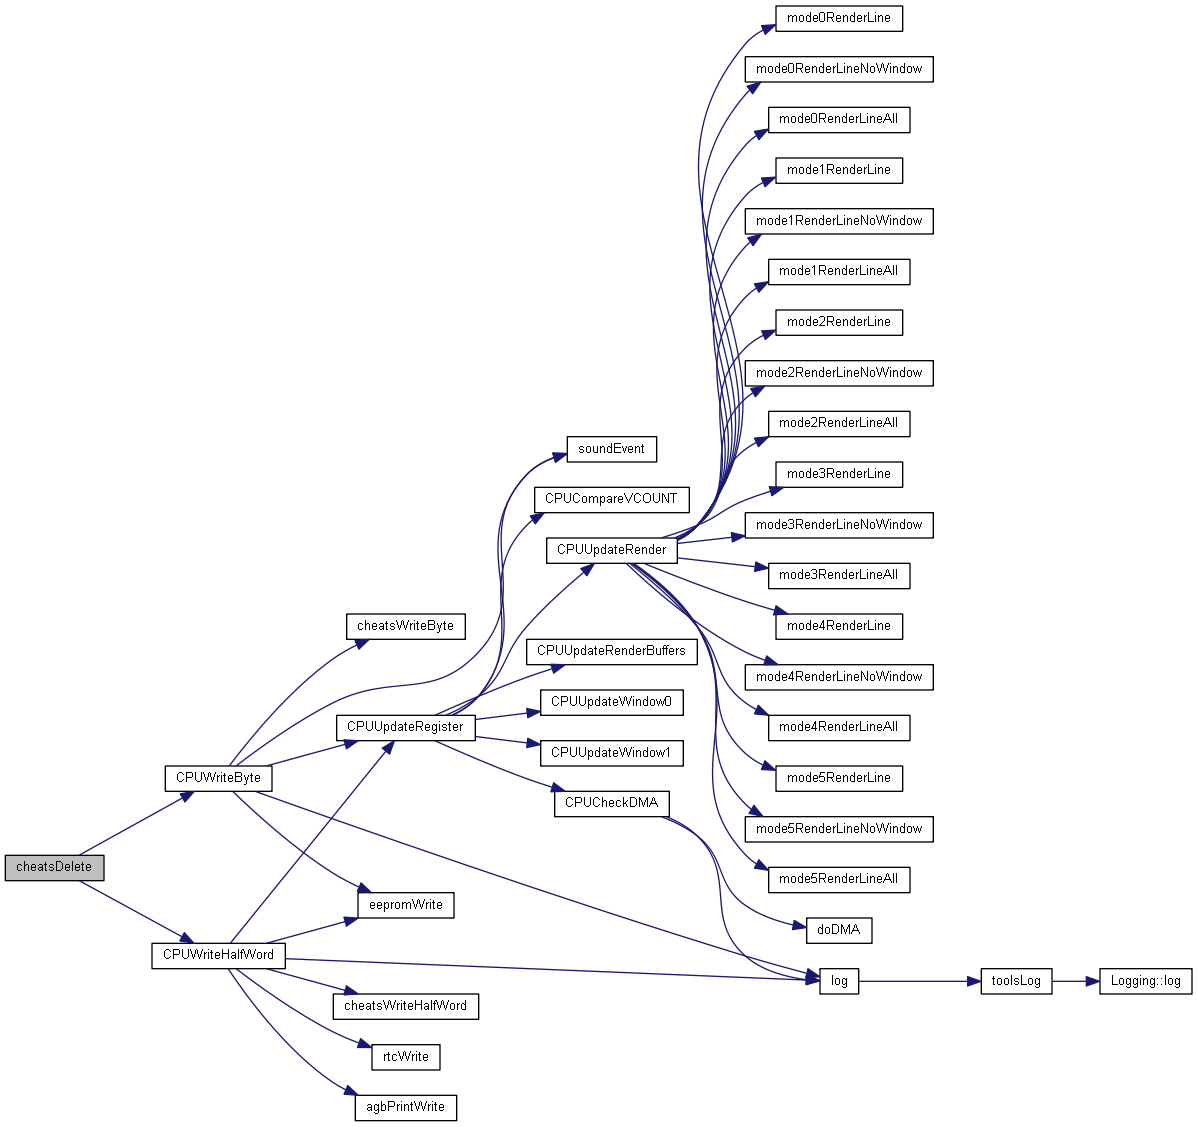 mode0RenderLine
mode0RenderLineNoWindow
mode0RenderLineAll
mode1RenderLine
mode1RenderLineNoWindow
mode1RenderLineAll
mode2RenderLine
mode2RenderLineNoWindow
mode2RenderLineAll
soundEvent
mode3RenderLine
CPUCompareVCOUNT
mode3RenderLineNoWindow
CPUUpdateRender
mode3RenderLineAll
cheatsWriteByte
mode4RenderLine
CPUUpdateRenderBuffers
mode4RenderLineNoWindow
CPUUpdateWindow0
CPUUpdateRegister
mode4RenderLineAll
CPUUpdateWindow1
CPUWriteByte
mode5RenderLine
CPUCheckDMA
mode5RenderLineNoWindow
cheatsDelete
mode5RenderLineAll
eepromWrite
doDMA
CPUWriteHalfWord
log
toolsLog
Logging::log
cheatsWriteHalfWord
rtcWrite
agbPrintWrite